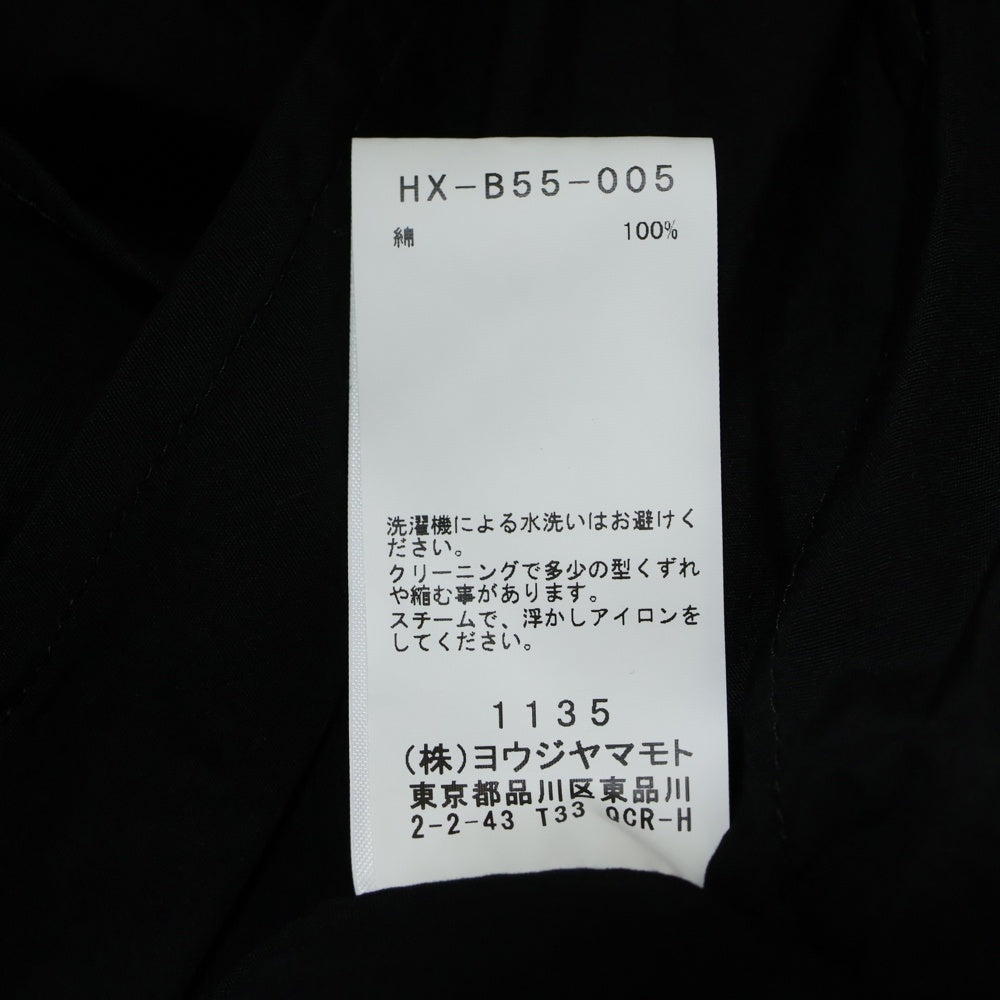 HX-B55-005
綿 100%
洗濯機による水洗いはお避けく
ださい。
クリーニングで多少の型くずれ
や縮む事があります。
スチームで、浮かしアイロンを
してください。
1135
(株)ヨウジヤマモト
東京都品川区東品川
2-2-43 T33 9CR-H